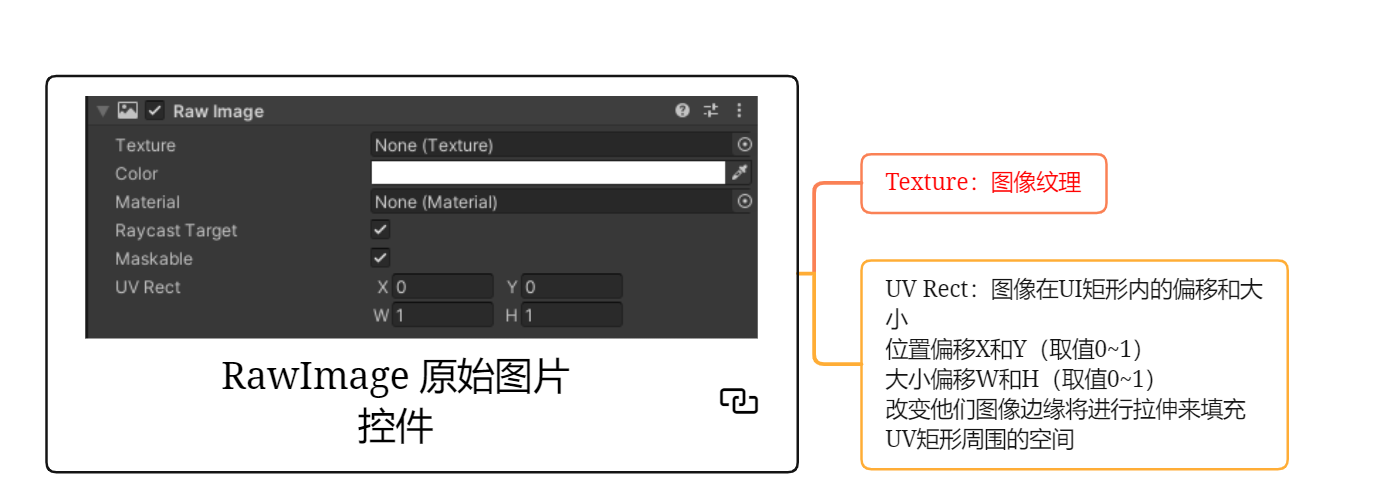 Raw Image
Texture None (Texture)
Color
Material None (Material)
Raycast Target
Maskable
UV Rect X 0 Y 0
W 1 H 1
RawImage 原始图片
控件
Texture：图像纹理
UV Rect：图像在UI矩形内的偏移和大
小
位置偏移X和Y（取值0~1）
大小偏移W和H（取值0~1）
改变他们图像边缘将进行拉伸来填充
UV矩形周围的空间